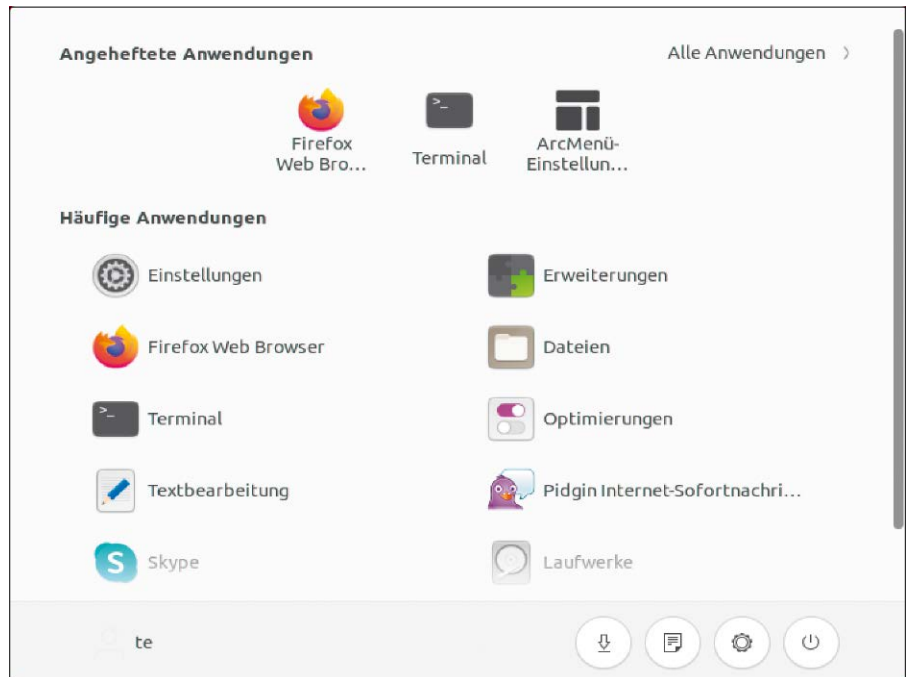 Angeheftete Anwendungen
Alle Anwendungen
Firefox
Web Bro...
Terminal
ArcMenü-
Einstellun...
Häufige Anwendungen
Einstellungen
Erweiterungen
Firefox Web Browser
Dateien
Terminal
Optimierungen
Textbearbeitung
Pidgin Internet-Sofortnachri...
Skype
Laufwerke
te